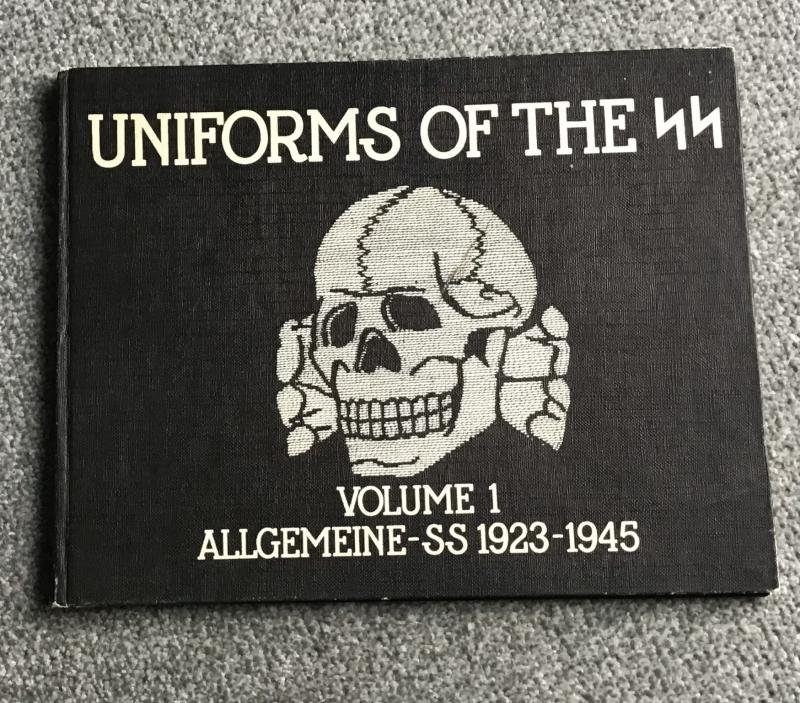 UNIFORMS OF THE ᛋᛋ
VOLUME 1
ALLGEMEINE-SS 1923-1945